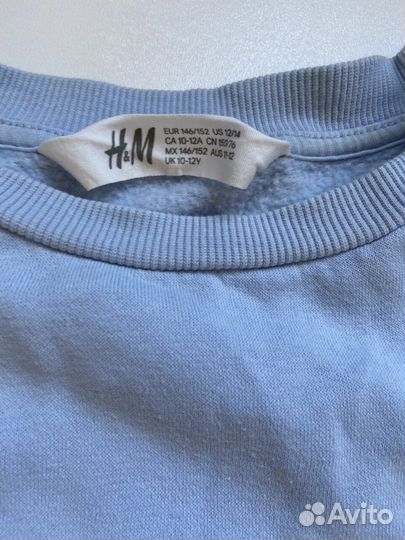 H&M
EUR 146/152 US 12/14
CA 10-12A CN 152/76
MX 146/152 AUS 11-12
UK 10-12Y
Avito